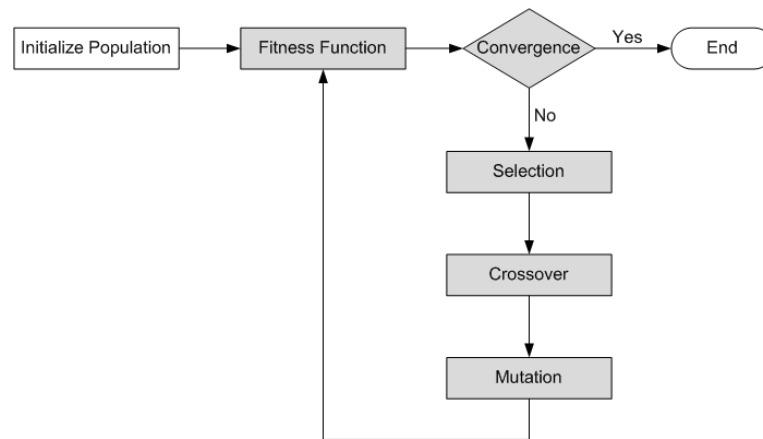 Initialize Population
Fitness Function
Convergence
Yes
End
No
Selection
Crossover
Mutation